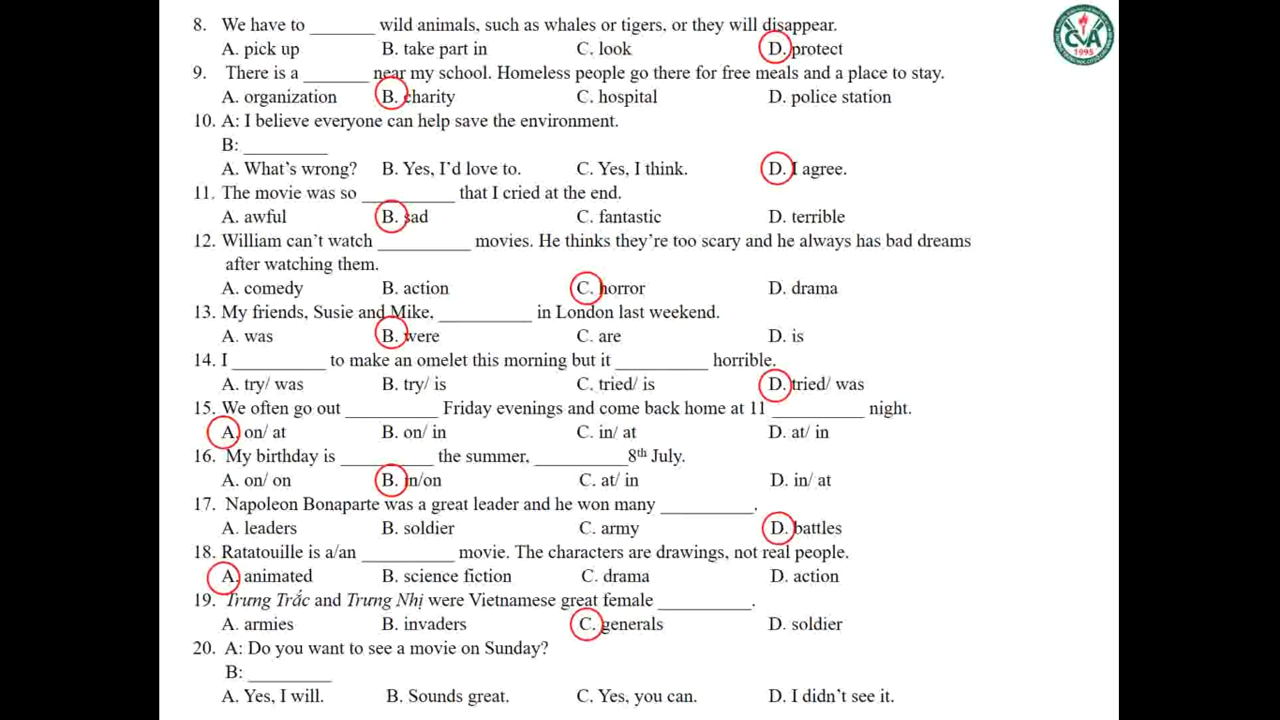 8. We have to _______ wild animals, such as whales or tigers, or they will disappear.
A. pick up B. take part in C. look D. protect
9. There is a _______ near my school. Homeless people go there for free meals and a place to stay.
A. organization B. charity C. hospital D. police station
10. A: I believe everyone can help save the environment.
B: _________
A. What's wrong? B. Yes, I'd love to. C. Yes, I think. D. I agree.
11. The movie was so __________ that I cried at the end.
A. awful B. sad C. fantastic D. terrible
12. William can't watch __________ movies. He thinks they're too scary and he always has bad dreams
after watching them.
A. comedy B. action C. horror D. drama
13. My friends, Susie and Mike, __________ in London last weekend.
A. was B. were C. are D. is
14. I __________ to make an omelet this morning but it __________ horrible.
A. try/ was B. try/ is C. tried/ is D. tried/ was
15. We often go out __________ Friday evenings and come back home at 11 __________ night.
A. on/ at B. on/ in C. in/ at D. at/ in
16. My birthday is __________ the summer, __________8th July.
A. on/ on B. in/on C. at/ in D. in/ at
17. Napoleon Bonaparte was a great leader and he won many __________.
A. leaders B. soldier C. army D. battles
18. Ratatouille is a/an __________ movie. The characters are drawings, not real people.
A. animated B. science fiction C. drama D. action
19. Trưng Trắc and Trưng Nhị were Vietnamese great female __________.
A. armies B. invaders C. generals D. soldier
20. A: Do you want to see a movie on Sunday?
B: _________
A. Yes, I will. B. Sounds great. C. Yes, you can. D. I didn't see it.
CVA
1995